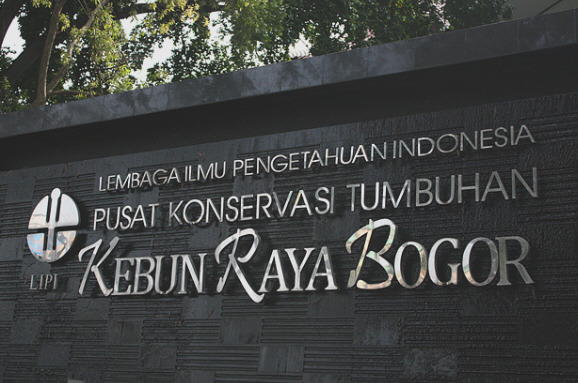 LEMBAGA ILMU PENGETAHUAN INDONESIA
PUSAT KONSERVASI TUMBUHAN
KEBUN RAYA BOGOR
LIPI